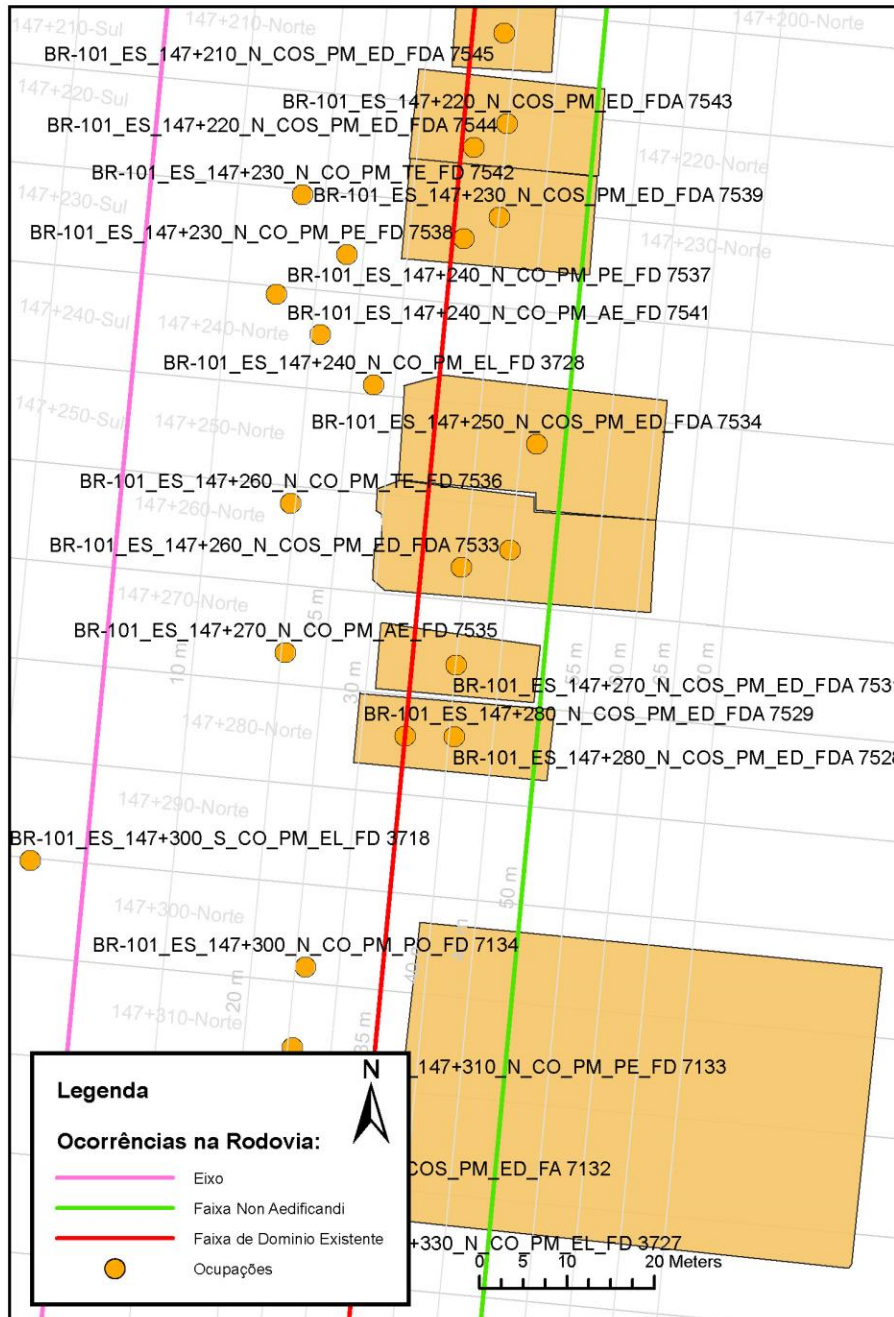 147+210-Sul
147+210-Norte
147+200-Norte
BR-101_ES_147+210_N_COS_PM_ED_FDA 7545
147+220-Sul
BR-101_ES_147+220_N_COS_PM_ED_FDA 7543
BR-101_ES_147+220_N_COS_PM_ED_FDA 7544
147+220-Norte
BR-101_ES_147+230_N_CO_PM_TE_FD 7542
147+230-Sul
BR-101_ES_147+230_N_COS_PM_ED_FDA 7539
BR-101_ES_147+230_N_CO_PM_PE_FD 7538
147+230-Norte
BR-101_ES_147+240_N_CO_PM_PE_FD 7537
147+240-Sul
147+240-Norte
BR-101_ES_147+240_N_CO_PM_AE_FD 7541
BR-101_ES_147+240_N_CO_PM_EL_FD 3728
147+250-Sul
147+250-Norte
BR-101_ES_147+250_N_COS_PM_ED_FDA 7534
BR-101_ES_147+260_N_CO_PM_TE_FD 7536
147+260-Norte
BR-101_ES_147+260_N_COS_PM_ED_FDA 7533
147+270-Norte
5 m
BR-101_ES_147+270_N_CO_PM_AE_FD 7535
10 m
30 m
55 m
60 m
65 m
70 m
BR-101_ES_147+270_N_COS_PM_ED_FDA 7531
147+280-Norte
BR-101_ES_147+280_N_COS_PM_ED_FDA 7529
BR-101_ES_147+280_N_COS_PM_ED_FDA 7528
147+290-Norte
BR-101_ES_147+300_S_CO_PM_EL_FD 3718
50 m
147+300-Norte
BR-101_ES_147+300_N_CO_PM_PO_FD 7134
20 m
40 m
147+310-Norte
35 m
147+310_N_CO_PM_PE_FD 7133
COS_PM_ED_FA 7132
+330_N_CO_PM_EL_FD 3727
Legenda
N
Ocorrências na Rodovia:
Eixo
Faixa Non Aedificandi
Faixa de Dominio Existente
Ocupações
0 5 10 20 Meters